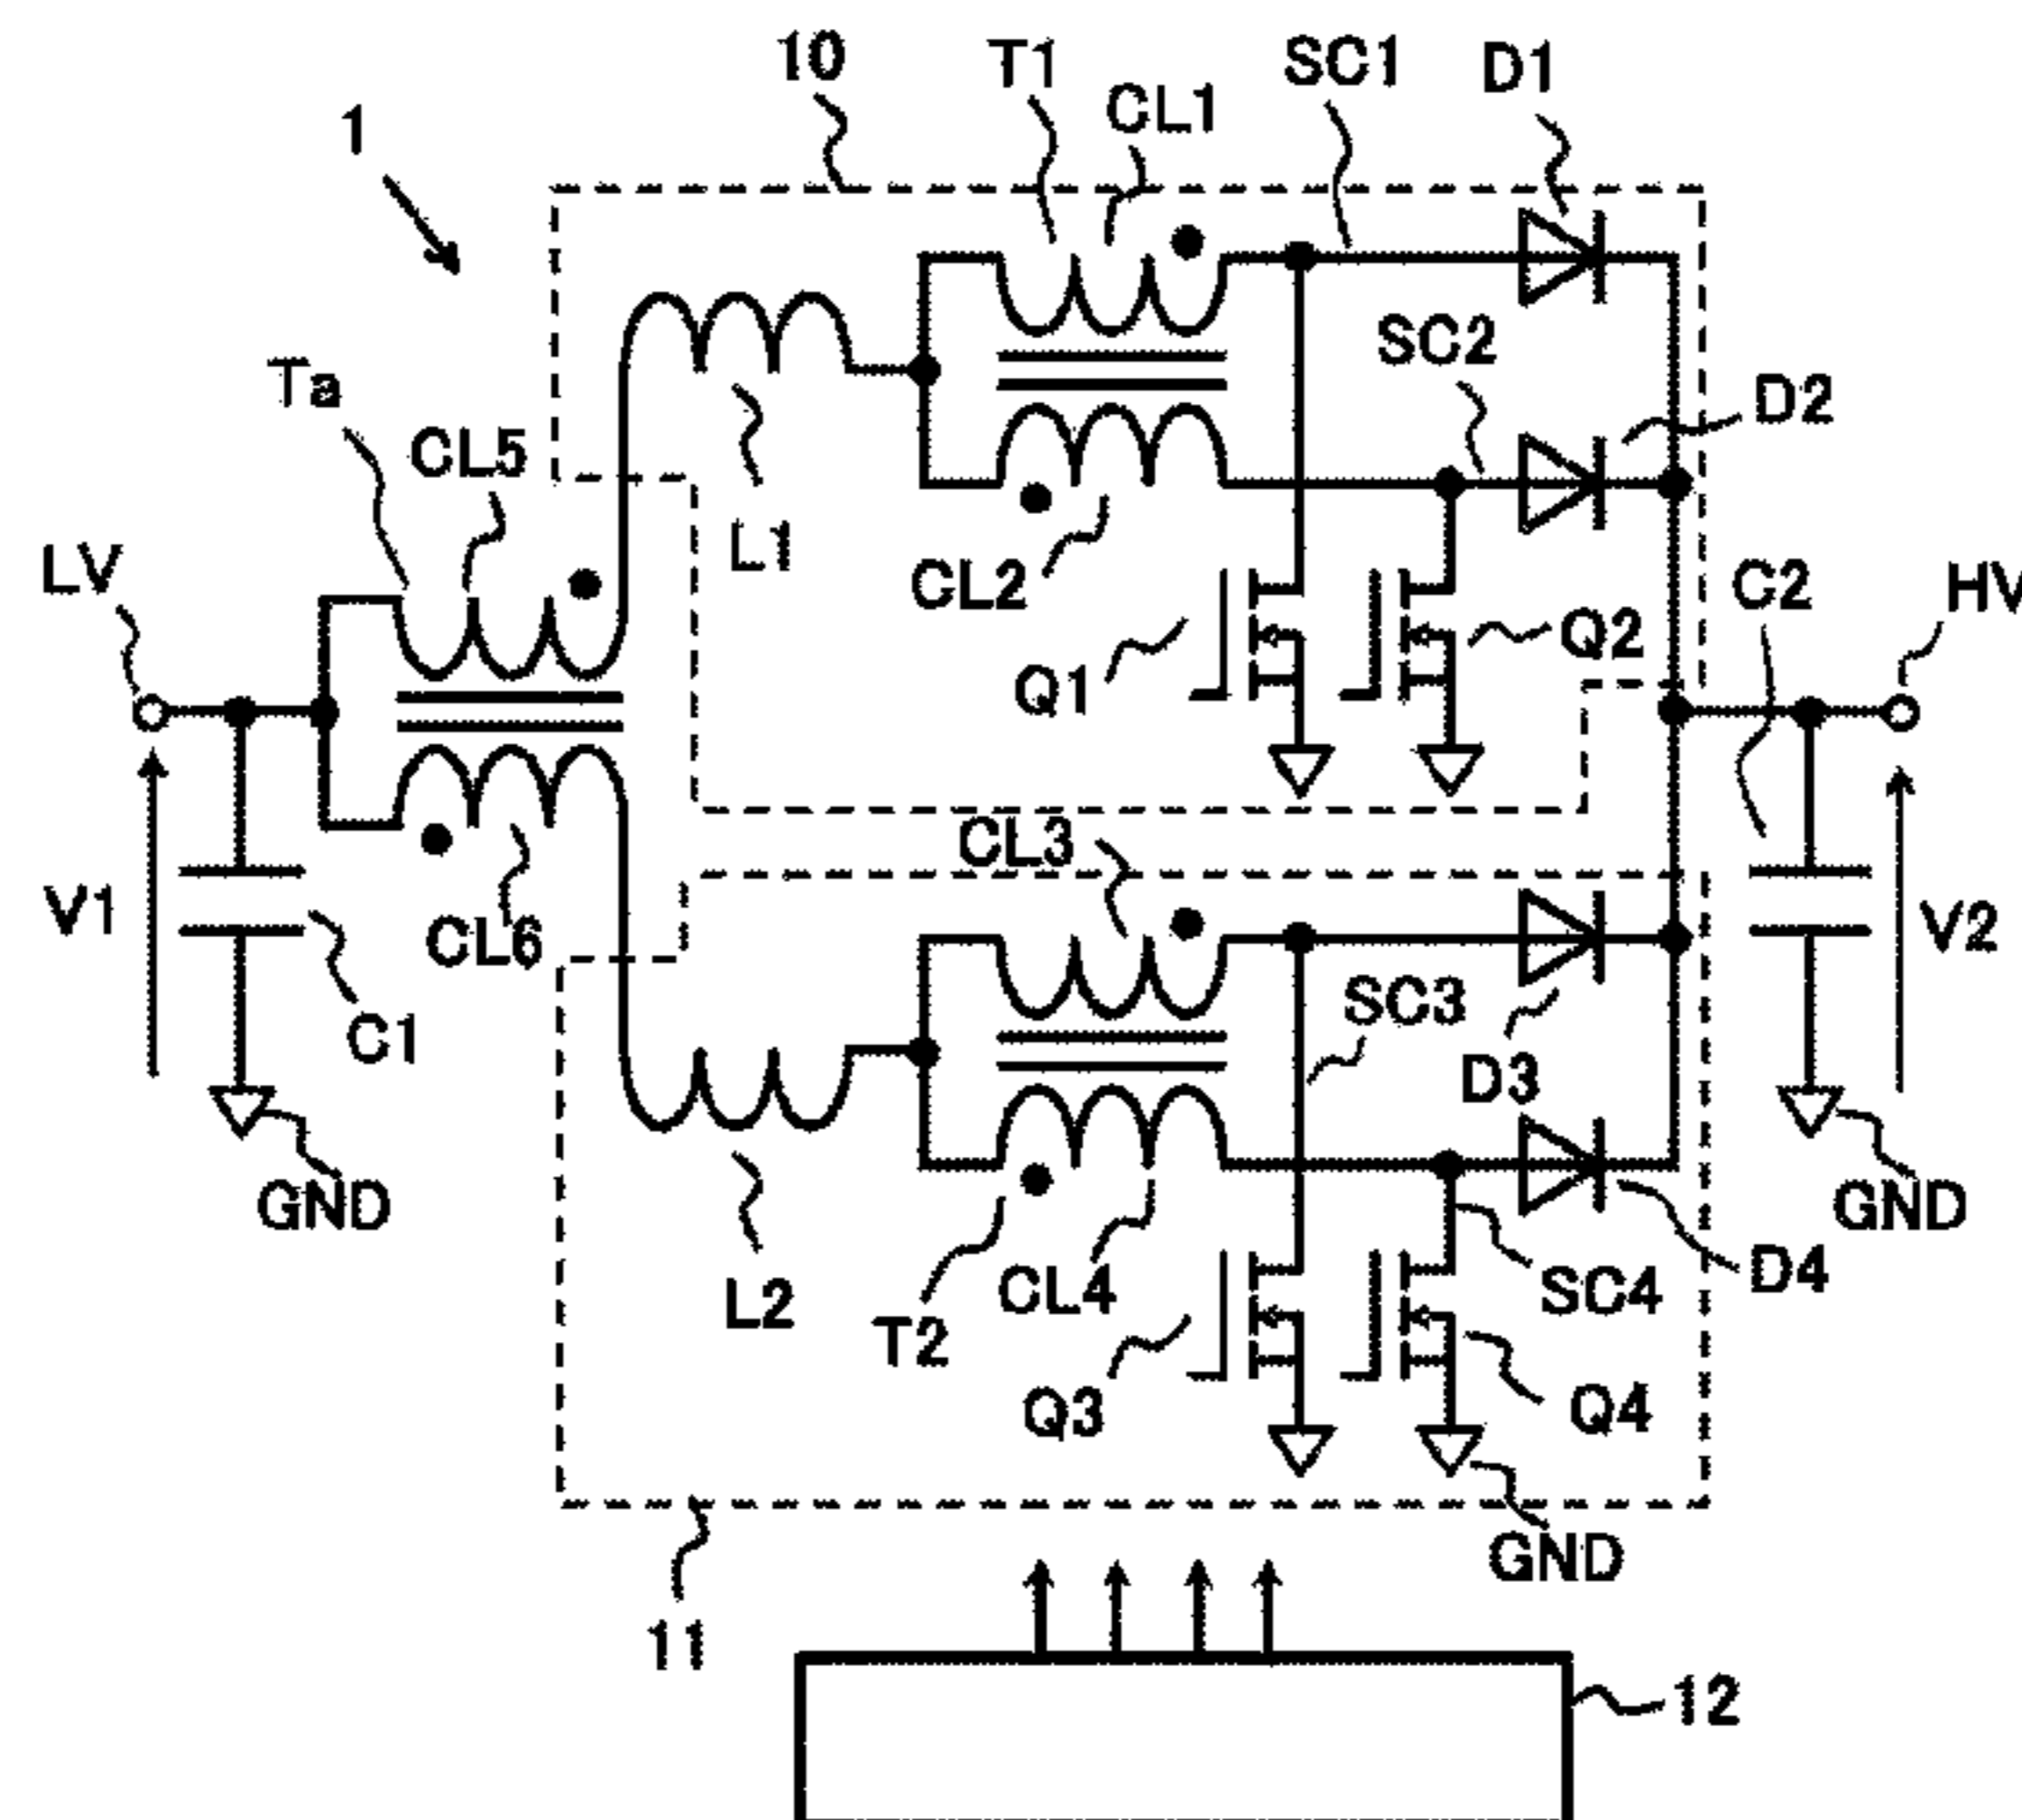 10
T1
SC1
D1
CL1
1
SC2
D2
Ta
CL5
L1
LV
CL2
C2
HV
Q1
Q2
CL3
V1
CL6
V2
SC3
C1
D3
GND
GND
L2
T2
CL4
SC4
D4
Q3
Q4
GND
11
12